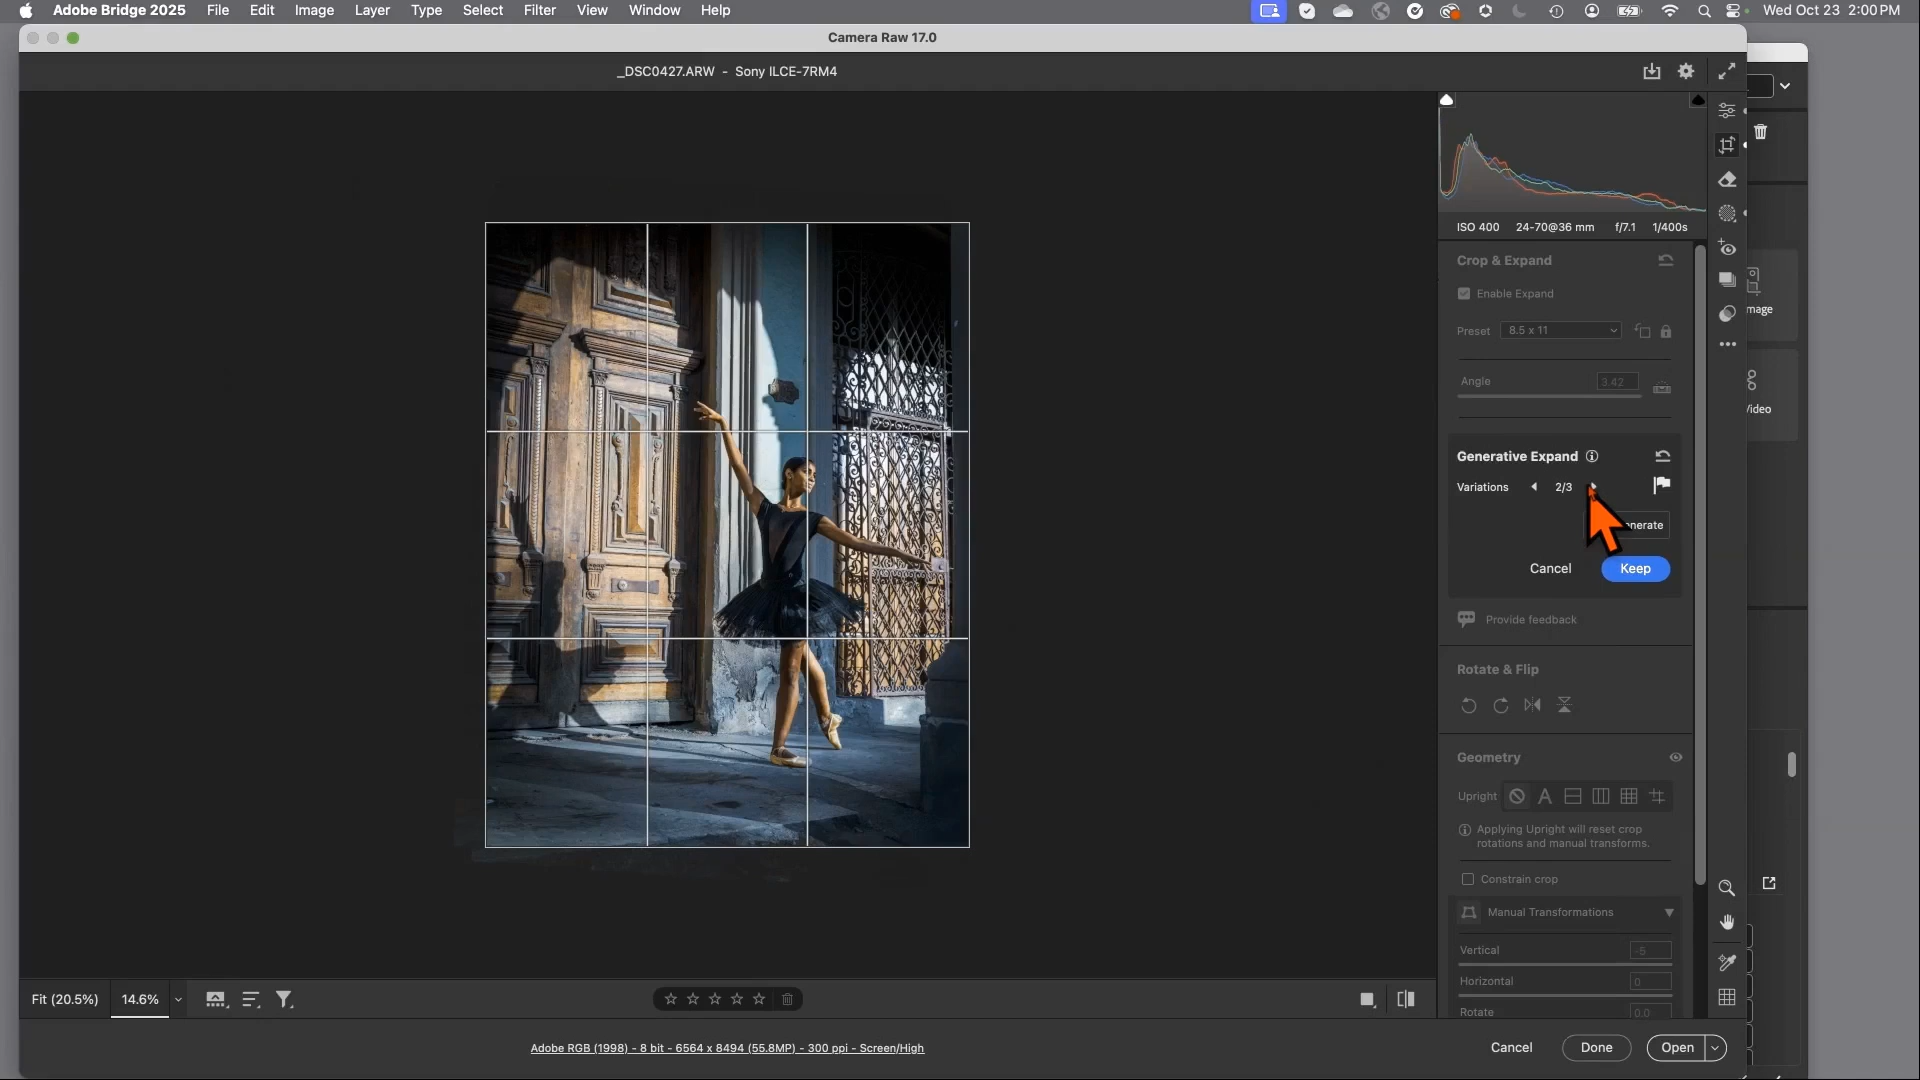 Adobe Bridge 2025 File Edit Image Layer Type Select Filter View Window Help Wed Oct 23 2:00 PM
Camera Raw 17.0
_DSC0427.ARW - Sony ILCE-7RM4
ISO 400 24-70@36 mm f/7.1 1/400s
Crop & Expand
Enable Expand
Preset 8.5 x 11
Angle 3.42
Generative Expand
Variations 2/3
Cancel Keep
Provide feedback
Rotate & Flip
Geometry
Upright
Applying Upright will reset crop
rotations and manual transforms.
Constrain crop
Manual Transformations
Vertical -5
Horizontal 0
Rotate 0.0
Fit (20.5%) 14.6%
Adobe RGB (1998) - 8 bit - 6564 x 8494 (55.8MP) - 300 ppi - Screen/High
Cancel Done Open